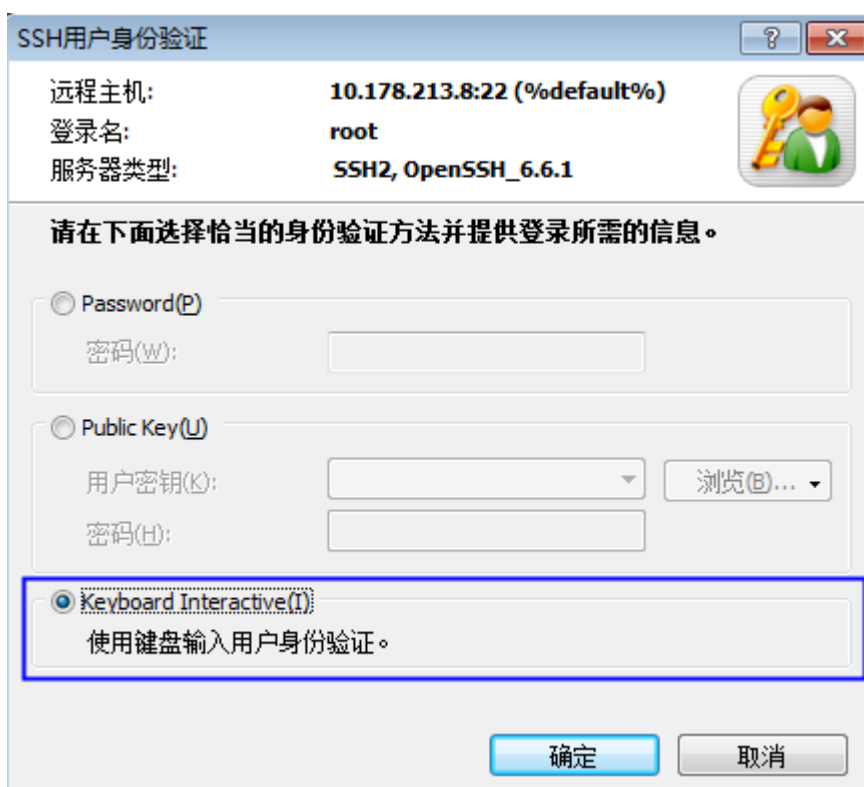 SSH用户身份验证
远程主机: 10.178.213.8:22 (%default%)
登录名: root
服务器类型: SSH2, OpenSSH_6.6.1
请在下面选择恰当的身份验证方法并提供登录所需的信息。
Password(P)
密码(W):
Public Key(U)
用户密钥(K): 浏览(B)...
密码(H):
Keyboard Interactive(I)
使用键盘输入用户身份验证。
确定 取消